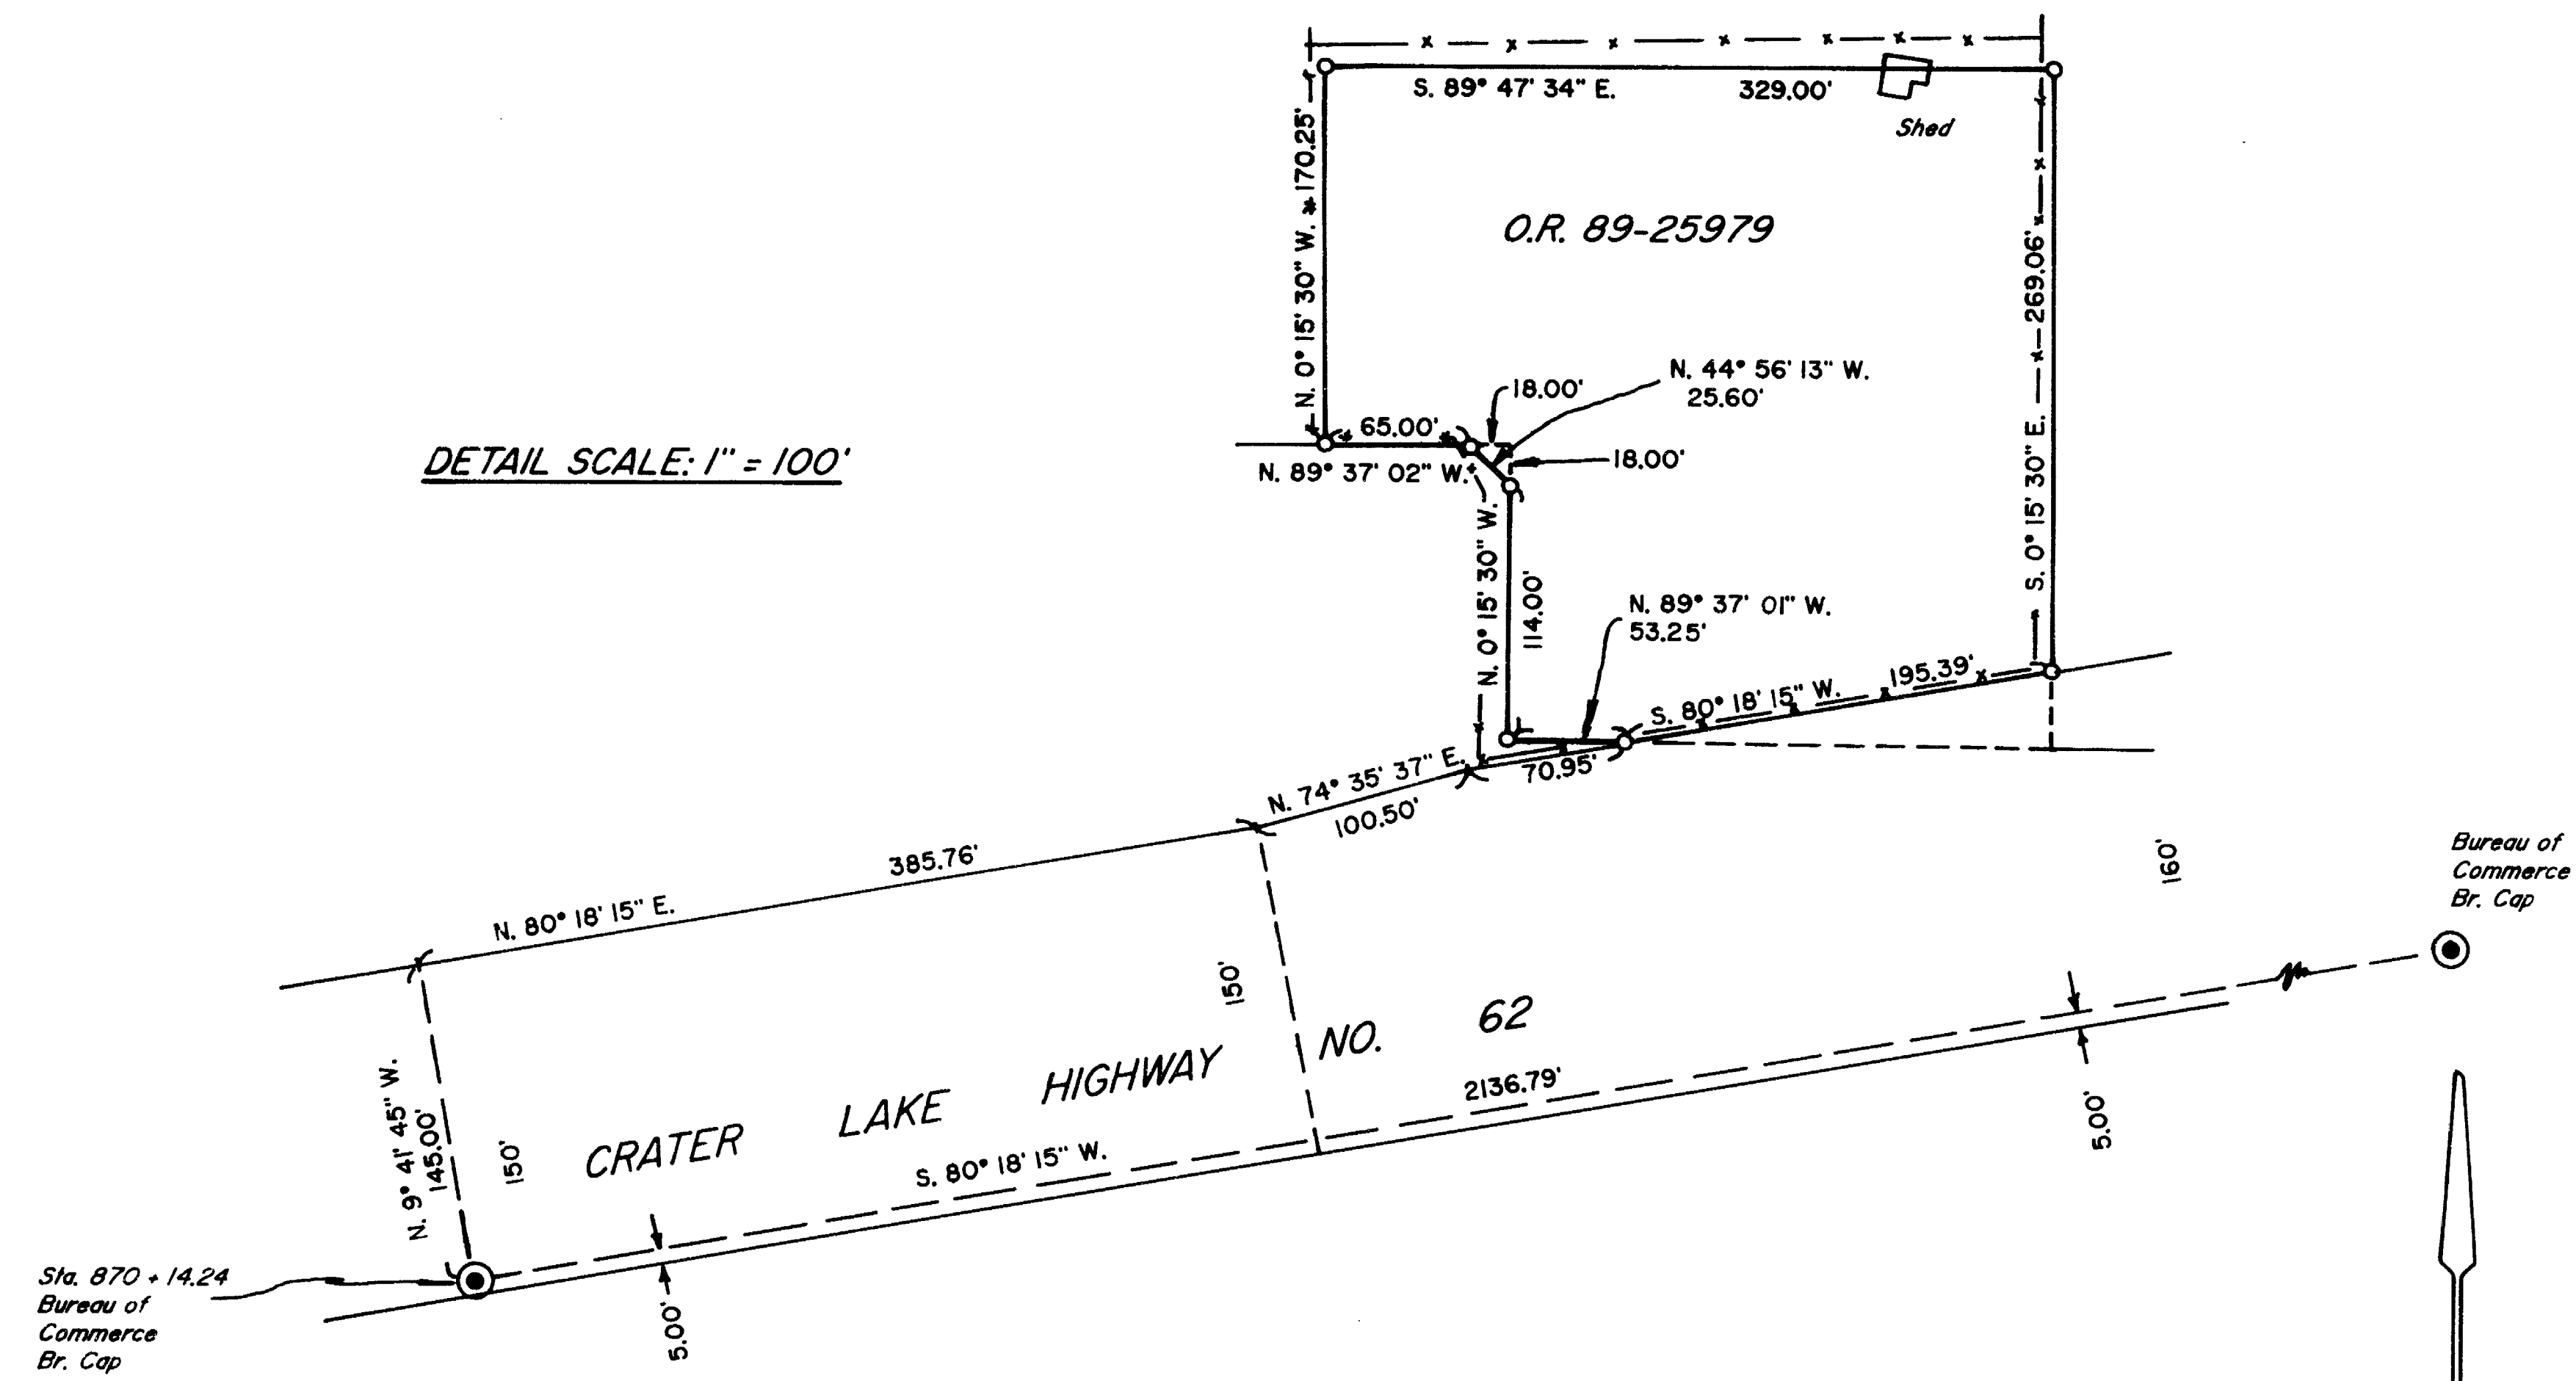 S. 89° 47' 34" E. 329.00'
Shed
N. 0° 15' 30" W. 170.25'
O.R. 89-25979
S. 0° 15' 30" E. 269.06'
18.00'
N. 44° 56' 13" W.
25.60'
65.00'
N. 89° 37' 02" W.
18.00'
DETAIL SCALE: 1" = 100'
N. 0° 15' 30" W.
114.00'
N. 89° 37' 01" W.
53.25'
S. 80° 18' 15" W. 195.39'
70.95'
N. 74° 35' 37" E.
100.50'
N. 80° 18' 15" E. 385.76'
160'
Bureau of
Commerce
Br. Cap
150'
N. 9° 41' 45" W.
145.00'
150'
CRATER LAKE HIGHWAY NO. 62
S. 80° 18' 15" W. 2136.79'
5.00'
5.00'
Sta. 870 + 14.24
Bureau of
Commerce
Br. Cap